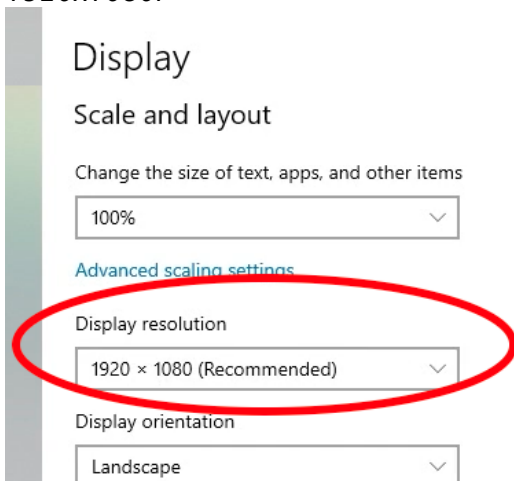 Display
Scale and layout
Change the size of text, apps, and other items
100%
Advanced scaling settings
Display resolution
1920 × 1080 (Recommended)
Display orientation
Landscape